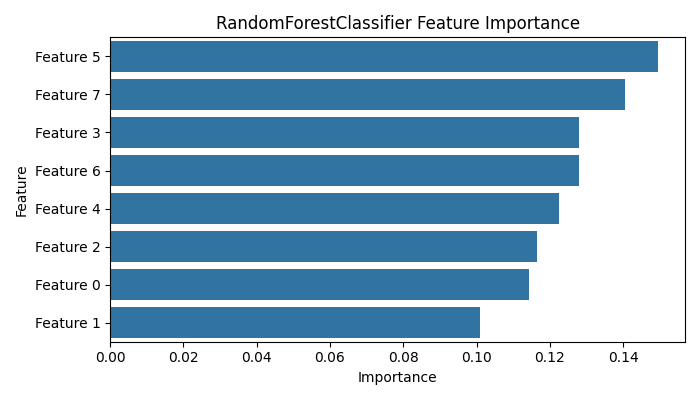 RandomForestClassifier Feature Importance
Feature 5
Feature 7
Feature 3
Feature 6
Feature 4
Feature 2
Feature 0
Feature 1
Feature
0.00 0.02 0.04 0.06 0.08 0.10 0.12 0.14
Importance